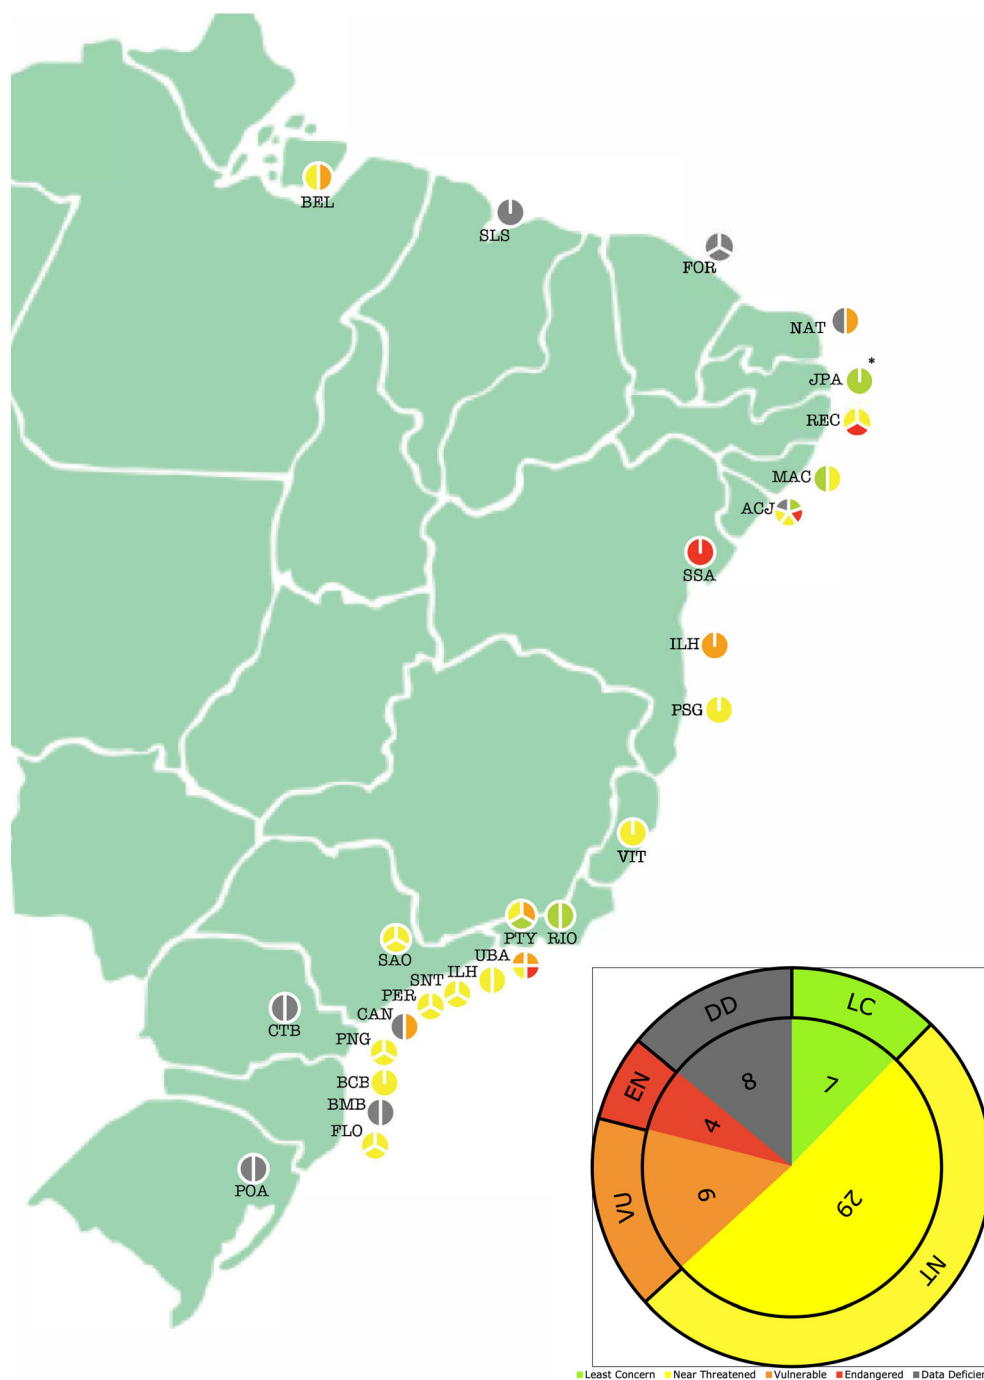 BEL
SLS
FOR
NAT
*
JPA
REC
MAC
ACJ
SSA
ILH
PSG
VIT
PTY
RIO
SAO
UBA
ILH
SNT
PER
CAN
CTB
PNG
BCB
BMB
FLO
POA
DD
LC
8
7
EN
4
VU
9
29
NT
Least Concern Near Threatened Vulnerable Endangered Data Deficien